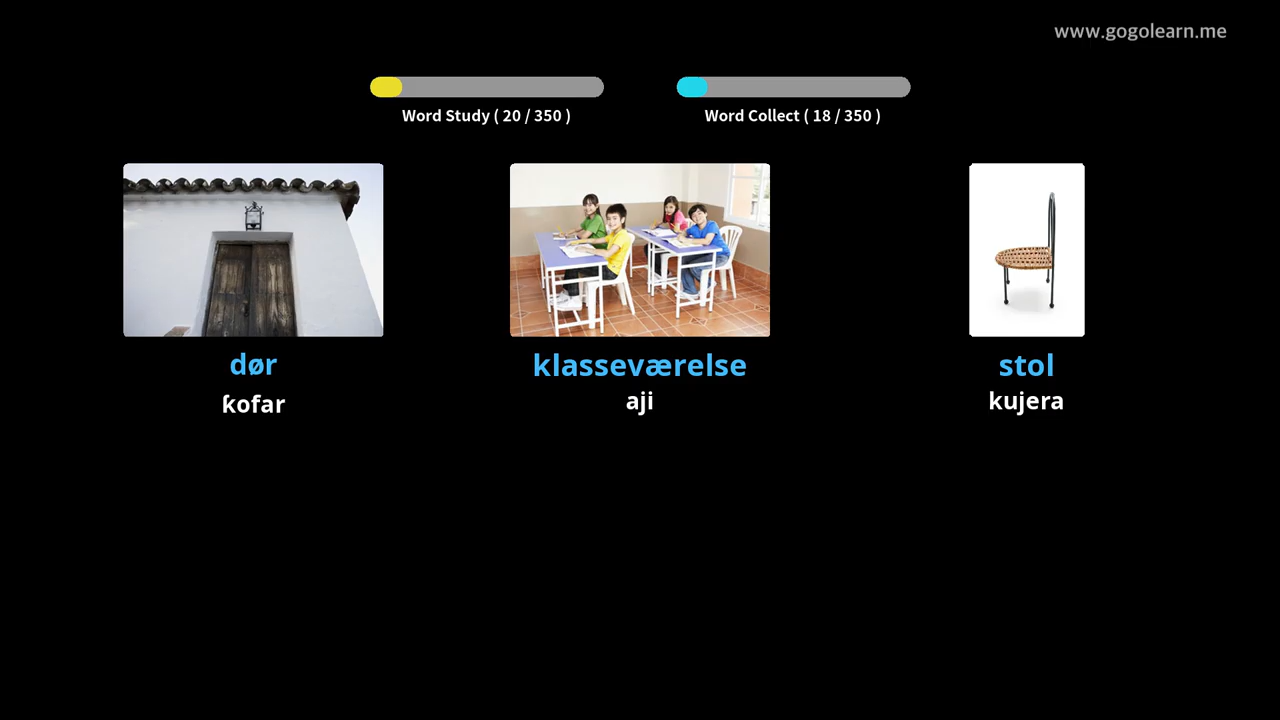 www.gogolearn.me
Word Study ( 20 / 350 )
Word Collect ( 18 / 350 )
dør
klasseværelse
stol
ƙofar
aji
kujera